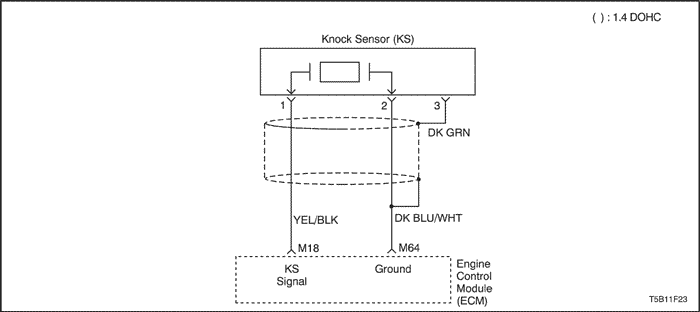 ( ) : 1.4 DOHC
Knock Sensor (KS)
1
2
3
DK GRN
YEL/BLK
DK BLU/WHT
M18
M64
KS
Signal
Ground
Engine
Control
Module
(ECM)
T5B11F23